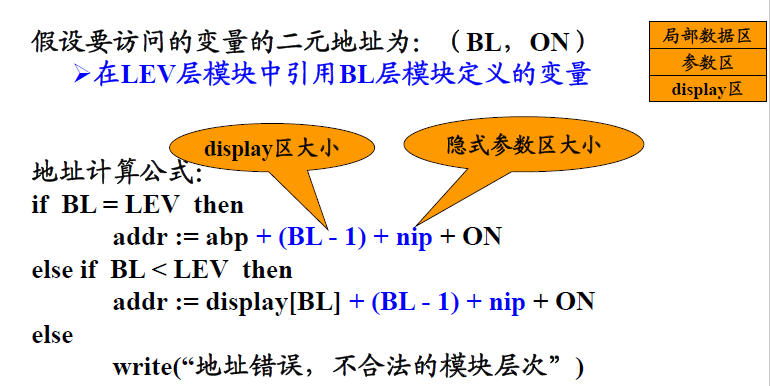 假设要访问的变量的二元地址为：（BL，ON）
➢在LEV层模块中引用BL层模块定义的变量
局部数据区
参数区
display区
display区大小
隐式参数区大小
地址计算公式：
if BL = LEV then
addr := abp + (BL - 1) + nip + ON
else if BL < LEV then
addr := display[BL] + (BL - 1) + nip + ON
else
write(“地址错误，不合法的模块层次” )